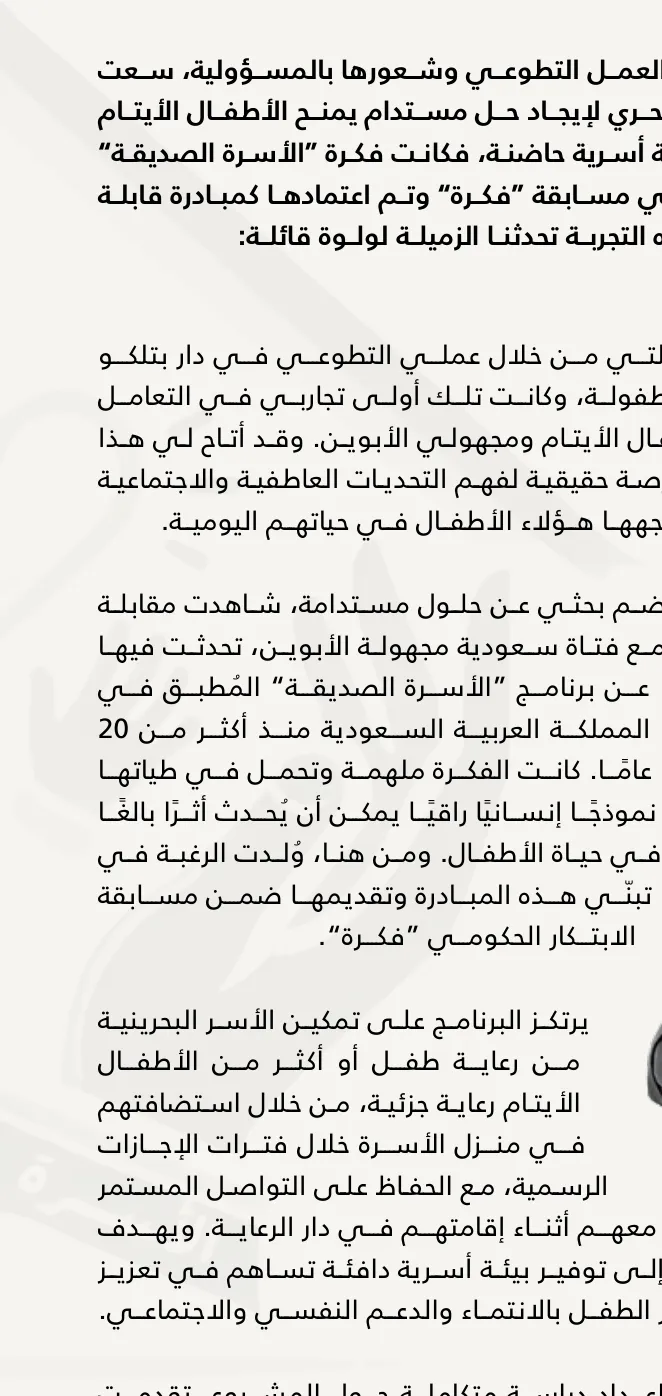 العمل التطوعي وشعورها بالمسؤولية، سعت
لإيجاد حل مستدام يمنح الأطفال الأيتام
أسرية حاضنة، فكانت فكرة ”الأسرة الصديقة“
مسابقة ”فكرة“ وتم اعتمادها كمبادرة قابلة
التجربة تحدثنا الزميلة لولوة قائلة:
من خلال عملي التطوعي في دار بتلكو
وكانت تلك أولى تجاربي في التعامل
الأيتام ومجهولي الأبوين. وقد أتاح لي هذا
حقيقية لفهم التحديات العاطفية والاجتماعية
هؤلاء الأطفال في حياتهم اليومية.
بحثي عن حلول مستدامة، شاهدت مقابلة
مع فتاة سعودية مجهولة الأبوين، تحدثت فيها
عن برنامج ”الأسرة الصديقة“ المُطبق في
المملكة العربية السعودية منذ أكثر من 20
عامًا. كانت الفكرة ملهمة وتحمل في طياتها
نموذجًا إنسانيًا راقيًا يمكن أن يُحدث أثرًا بالغًا
في حياة الأطفال. ومن هنا، وُلدت الرغبة في
تبنّي هذه المبادرة وتقديمها ضمن مسابقة
الابتكار الحكومي ”فكرة“.
يرتكز البرنامج على تمكين الأسر البحرينية
من رعاية طفل أو أكثر من الأطفال
الأيتام رعاية جزئية، من خلال استضافتهم
في منزل الأسرة خلال فترات الإجازات
الرسمية، مع الحفاظ على التواصل المستمر
معهم أثناء إقامتهم في دار الرعاية. ويهدف
إلى توفير بيئة أسرية دافئة تساهم في تعزيز
الطفل بالانتماء والدعم النفسي والاجتماعي.